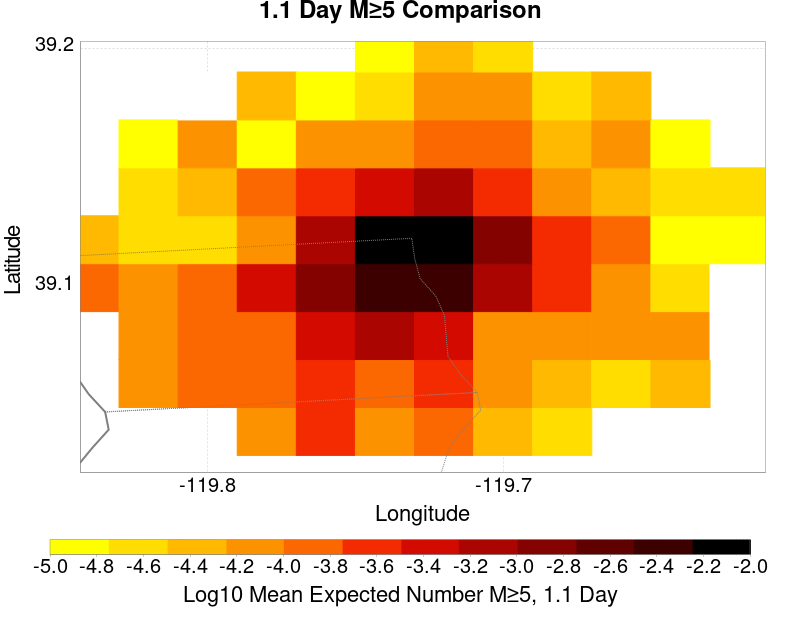 1.1 Day M≥5 Comparison
39.2
39.1
Latitude
-119.8 -119.7
Longitude
-5.0 -4.8 -4.6 -4.4 -4.2 -4.0 -3.8 -3.6 -3.4 -3.2 -3.0 -2.8 -2.6 -2.4 -2.2 -2.0
Log10 Mean Expected Number M≥5, 1.1 Day